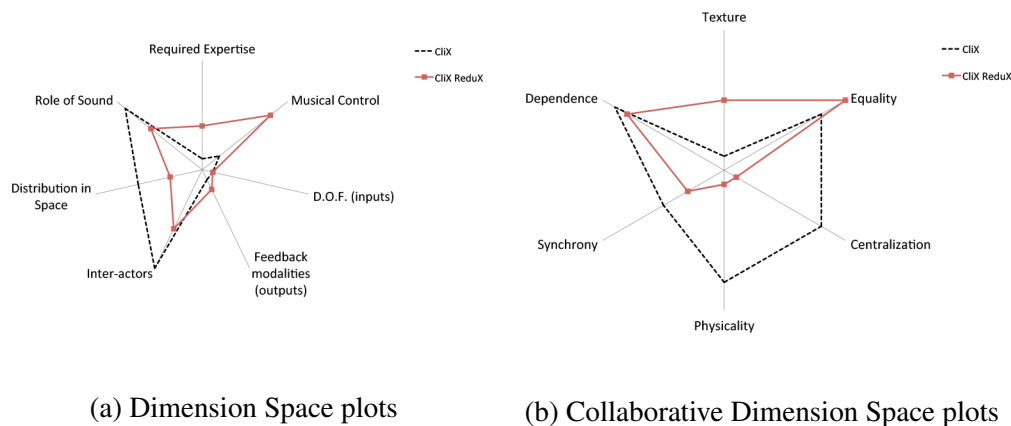 Required Expertise
CliX
CliX ReduX
Role of Sound
Musical Control
Distribution in
Space
D.O.F. (inputs)
Inter-actors
Feedback
modalities
(outputs)
(a) Dimension Space plots
Texture
CliX
CliX ReduX
Dependence
Equality
Synchrony
Centralization
Physicality
(b) Collaborative Dimension Space plots